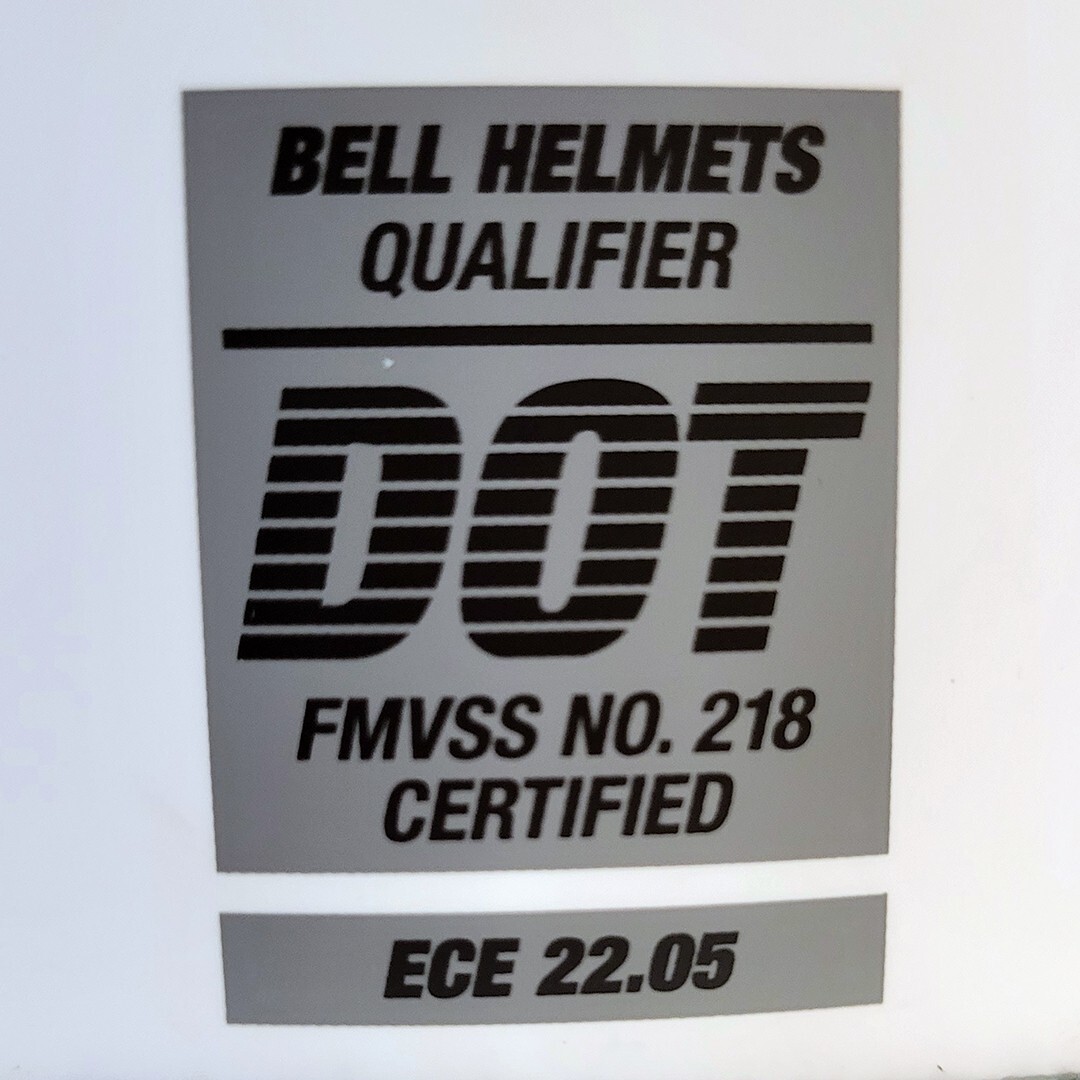 BELL HELMETS
QUALIFIER
DOT
FMVSS NO. 218
CERTIFIED
ECE 22.05